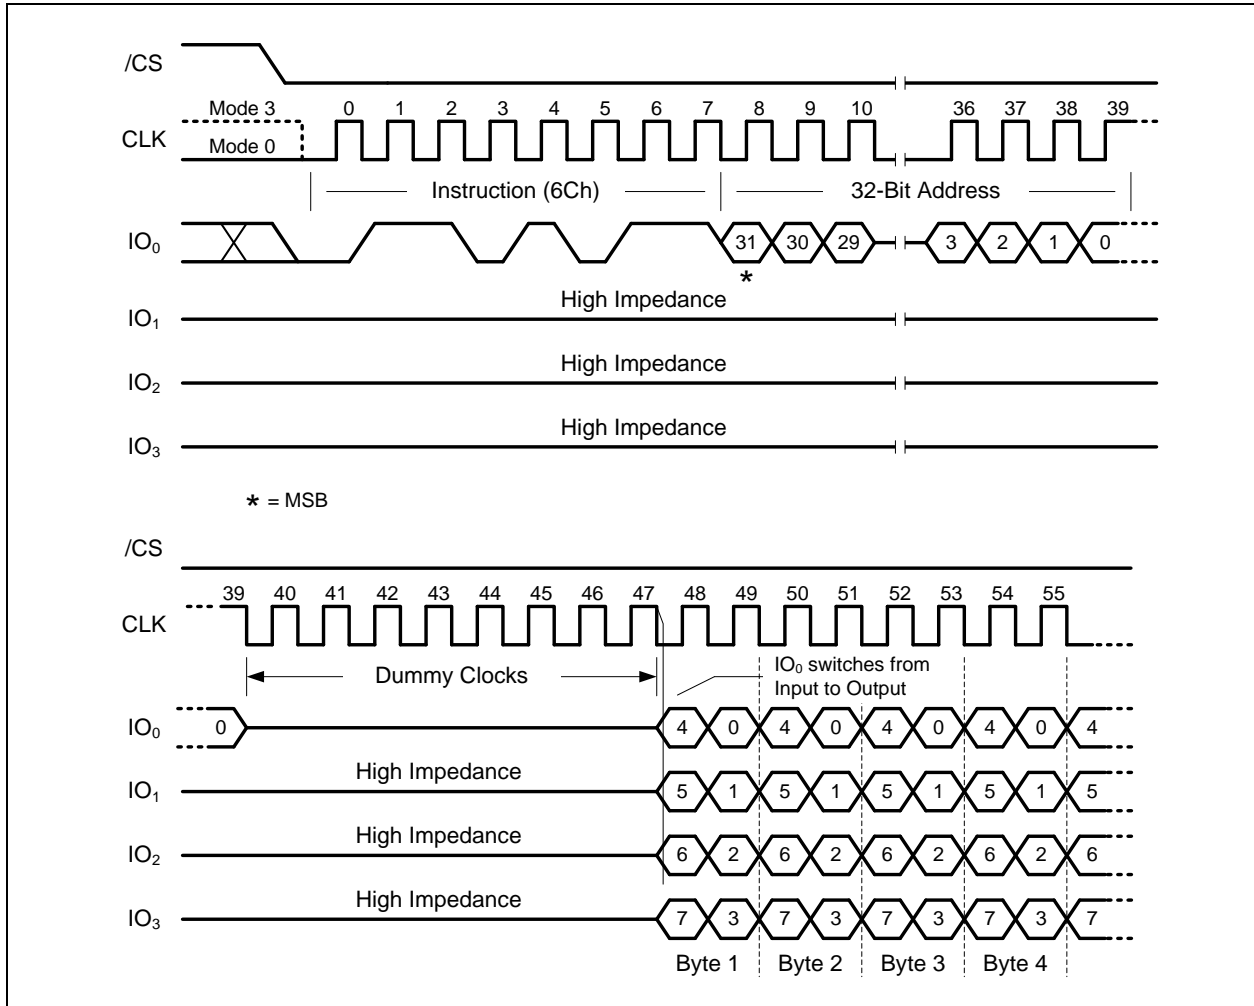 /CS
Mode 3 0 1 2 3 4 5 6 7 8 9 10 36 37 38 39
CLK
Mode 0
Instruction (6Ch) 32-Bit Address
IO₀ 31 30 29 3 2 1 0
*
High Impedance
IO₁
High Impedance
IO₂
High Impedance
IO₃
* = MSB
/CS
39 40 41 42 43 44 45 46 47 48 49 50 51 52 53 54 55
CLK
Dummy Clocks
IO₀ switches from
Input to Output
IO₀ 0 4 0 4 0 4 0 4 0 4
High Impedance
IO₁ 5 1 5 1 5 1 5 1 5
High Impedance
IO₂ 6 2 6 2 6 2 6 2 6
High Impedance
IO₃ 7 3 7 3 7 3 7 3 7
Byte 1 Byte 2 Byte 3 Byte 4